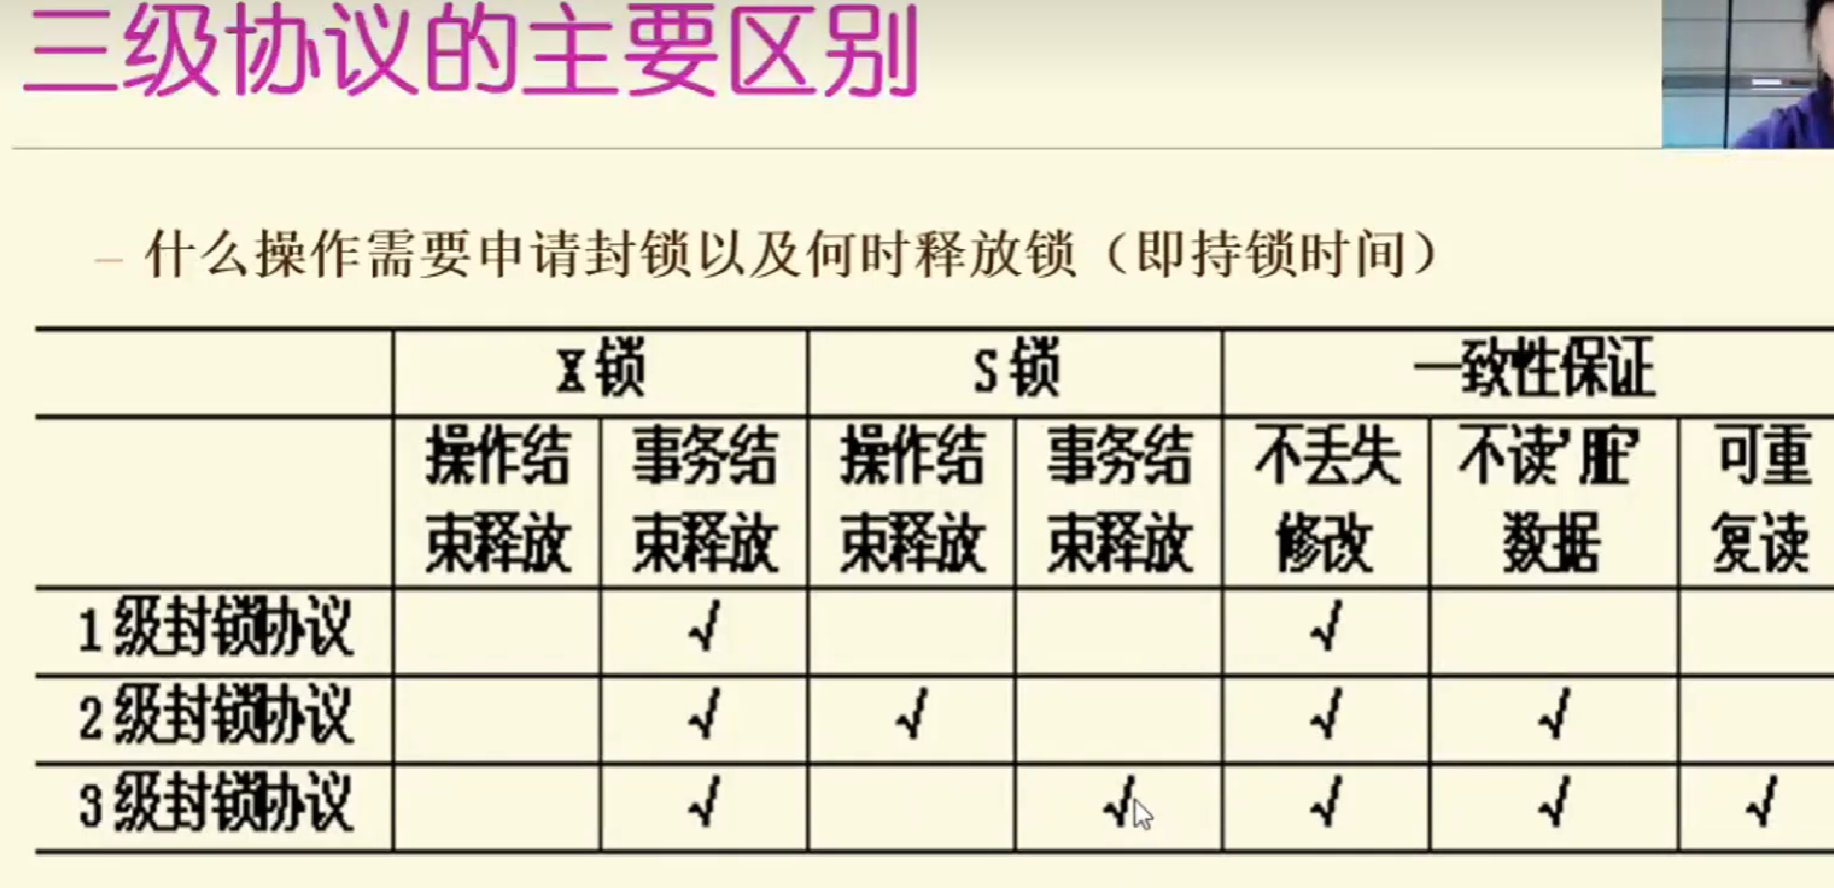 三级协议的主要区别
– 什么操作需要申请封锁以及何时释放锁（即持锁时间）
X锁 S锁 一致性保证
操作结束释放 事务结束释放 操作结束释放 事务结束释放 不丢失修改 不读’脏’数据 可重复读
1级封锁协议 √ √
2级封锁协议 √ √ √ √
3级封锁协议 √ √ √ √ √